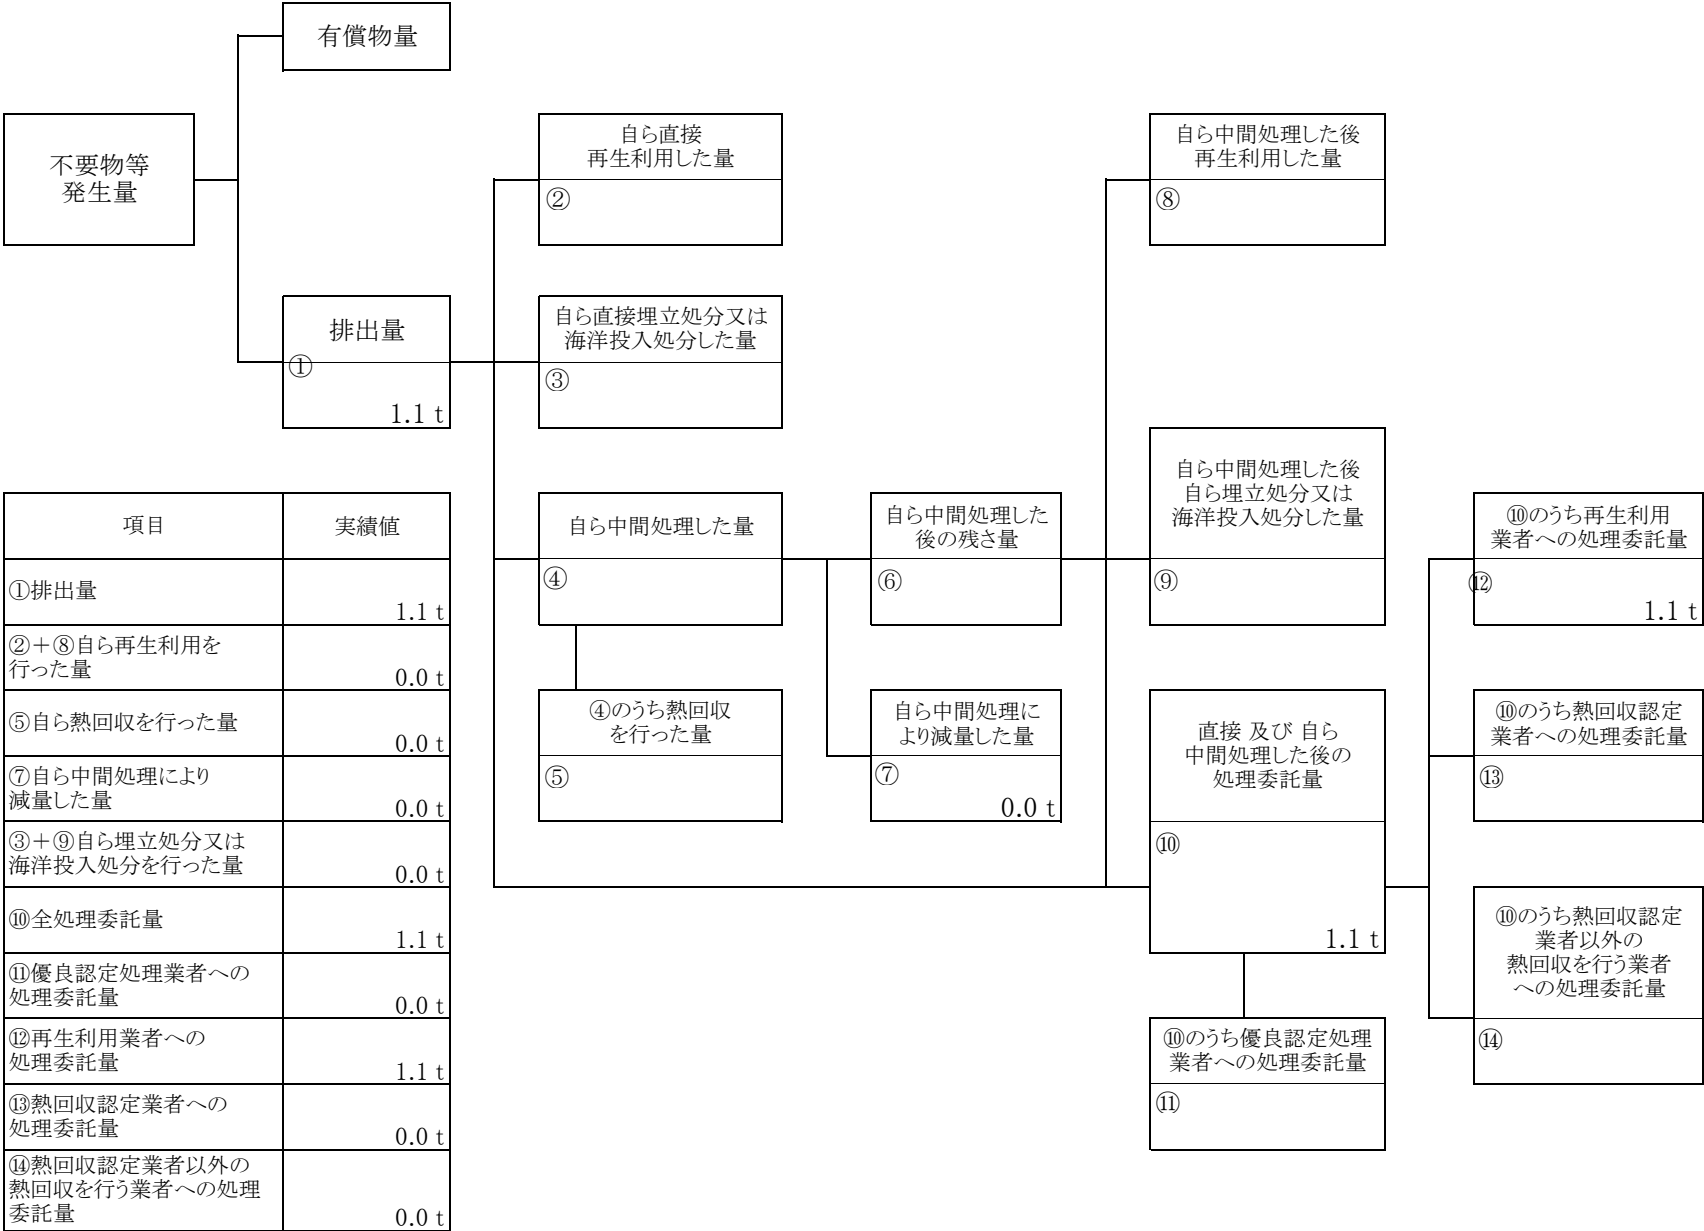 有償物量
不要物等
発生量
自ら直接
再生利用した量
②
自ら中間処理した後
再生利用した量
⑧
排出量
①
1.1 t
自ら直接埋立処分又は
海洋投入処分した量
③
自ら中間処理した量
④
自ら中間処理した
後の残さ量
⑥
自ら中間処理した後
自ら埋立処分又は
海洋投入処分した量
⑨
⑩のうち再生利用
業者への処理委託量
⑫
1.1 t
④のうち熱回収
を行った量
⑤
自ら中間処理に
より減量した量
⑦
0.0 t
直接 及び 自ら
中間処理した後の
処理委託量
⑩
1.1 t
⑩のうち熱回収認定
業者への処理委託量
⑬
⑩のうち熱回収認定
業者以外の
熱回収を行う業者
への処理委託量
⑭
⑩のうち優良認定処理
業者への処理委託量
⑪
項目 実績値
①排出量
1.1 t
②＋⑧自ら再生利用を
行った量
0.0 t
⑤自ら熱回収を行った量
0.0 t
⑦自ら中間処理により
減量した量
0.0 t
③＋⑨自ら埋立処分又は
海洋投入処分を行った量
0.0 t
⑩全処理委託量
1.1 t
⑪優良認定処理業者への
処理委託量
0.0 t
⑫再生利用業者への
処理委託量
1.1 t
⑬熱回収認定業者への
処理委託量
0.0 t
⑭熱回収認定業者以外の
熱回収を行う業者への処理
委託量
0.0 t